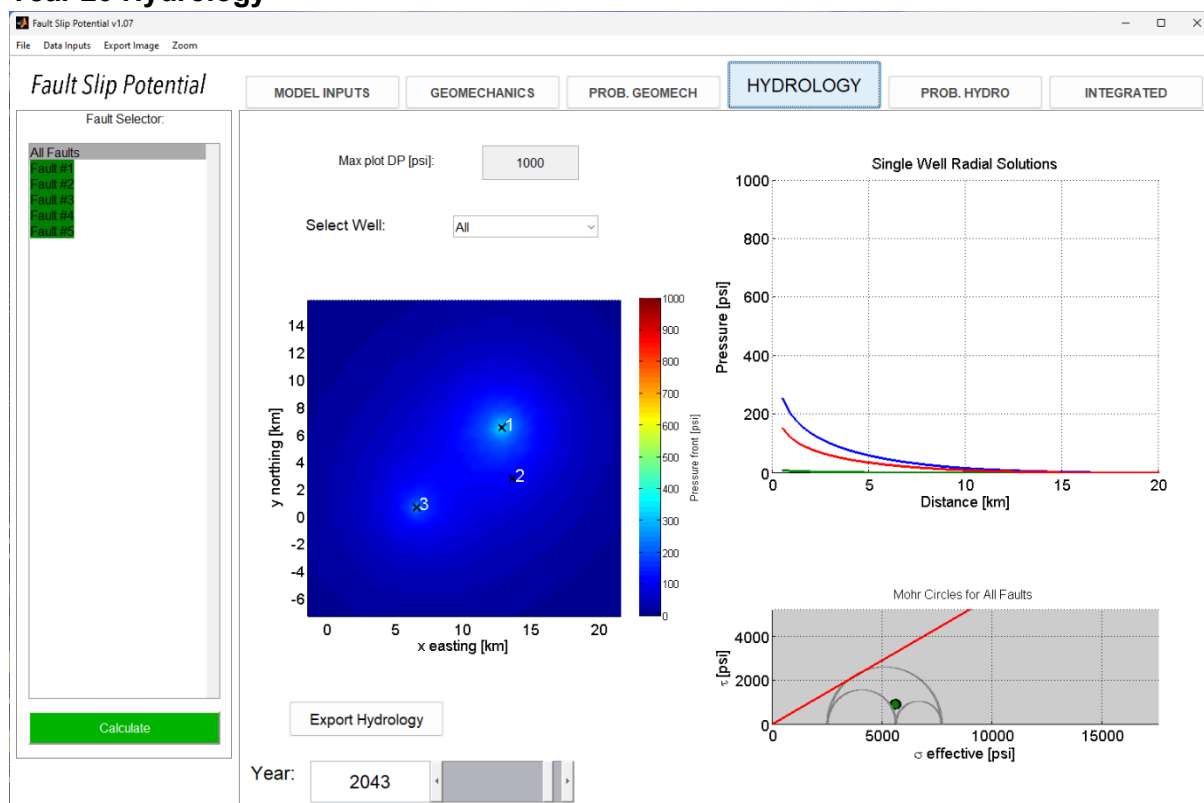 Fault Slip Potential v1.07
File Data Inputs Export Image Zoom
Fault Slip Potential
MODEL INPUTS GEOMECHANICS PROB. GEOMECH HYDROLOGY PROB. HYDRO INTEGRATED
Fault Selector:
All Faults
Fault #1
Fault #2
Fault #3
Fault #4
Fault #5
Calculate
Max plot DP [psi]: 1000
Select Well: All
14
12
10
8
6
4
2
0
-2
-4
-6
y northing [km]
1
2
3
0 5 10 15 20
x easting [km]
1000
900
800
700
600
500
400
300
200
100
0
Pressure front [psi]
Export Hydrology
Year: 2043
Single Well Radial Solutions
1000
800
600
400
200
0
Pressure [psi]
0 5 10 15 20
Distance [km]
Mohr Circles for All Faults
4000
2000
0
τ [psi]
0 5000 10000 15000
σ effective [psi]